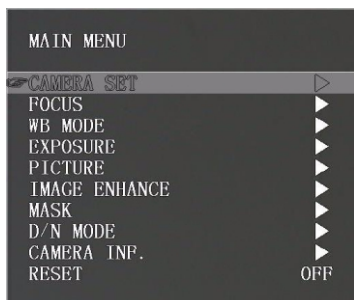 MAIN MENU
CAMERA SET
FOCUS
WB MODE
EXPOSURE
PICTURE
IMAGE ENHANCE
MASK
D/N MODE
CAMERA INF.
RESET OFF